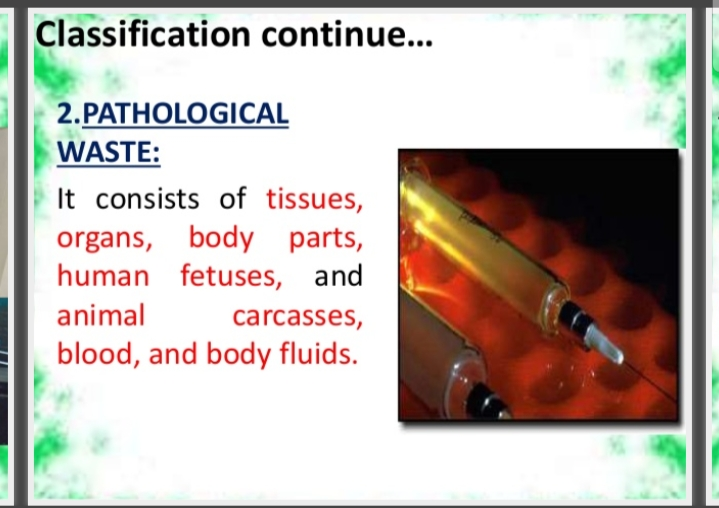 Classification continue...
2.PATHOLOGICAL
WASTE:
It consists of tissues,
organs, body parts,
human fetuses, and
animal carcasses,
blood, and body fluids.